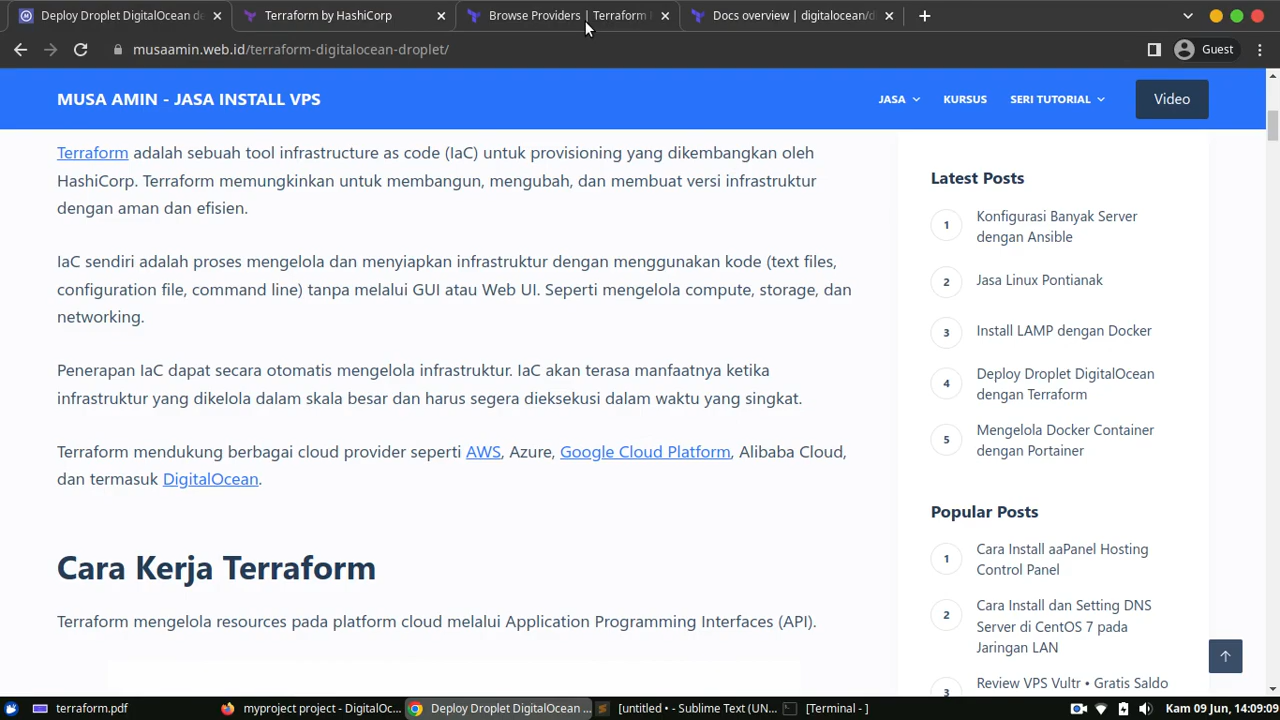 Deploy Droplet DigitalOcean de
Terraform by HashiCorp
Browse Providers | Terraform
Docs overview | digitalocean/di
musaamin.web.id/terraform-digitalocean-droplet/
Guest
MUSA AMIN - JASA INSTALL VPS
JASA
KURSUS
SERI TUTORIAL
Video
Terraform adalah sebuah tool infrastructure as code (IaC) untuk provisioning yang dikembangkan oleh
HashiCorp. Terraform memungkinkan untuk membangun, mengubah, dan membuat versi infrastruktur
dengan aman dan efisien.
IaC sendiri adalah proses mengelola dan menyiapkan infrastruktur dengan menggunakan kode (text files,
configuration file, command line) tanpa melalui GUI atau Web UI. Seperti mengelola compute, storage, dan
networking.
Penerapan IaC dapat secara otomatis mengelola infrastruktur. IaC akan terasa manfaatnya ketika
infrastruktur yang dikelola dalam skala besar dan harus segera dieksekusi dalam waktu yang singkat.
Terraform mendukung berbagai cloud provider seperti AWS, Azure, Google Cloud Platform, Alibaba Cloud,
dan termasuk DigitalOcean.
Cara Kerja Terraform
Terraform mengelola resources pada platform cloud melalui Application Programming Interfaces (API).
Latest Posts
1 Konfigurasi Banyak Server
dengan Ansible
2 Jasa Linux Pontianak
3 Install LAMP dengan Docker
4 Deploy Droplet DigitalOcean
dengan Terraform
5 Mengelola Docker Container
dengan Portainer
Popular Posts
1 Cara Install aaPanel Hosting
Control Panel
2 Cara Install dan Setting DNS
Server di CentOS 7 pada
Jaringan LAN
3 Review VPS Vultr • Gratis Saldo
terraform.pdf
myproject project - DigitalOc...
Deploy Droplet DigitalOcean ...
[untitled • - Sublime Text (UN...
[Terminal - ]
Kam 09 Jun, 14:09:09